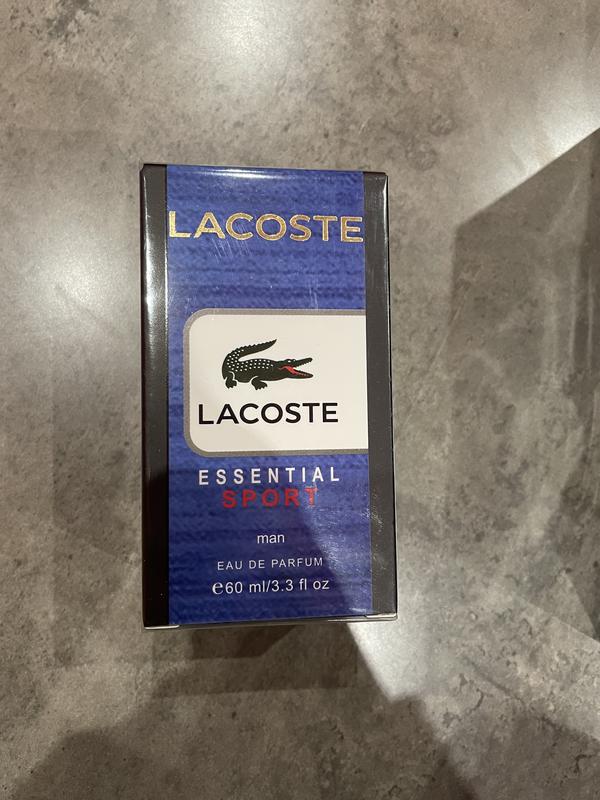 LACOSTE
LACOSTE
ESSENTIAL
SPORT
man
EAU DE PARFUM
℮60 ml/3.3 fl oz